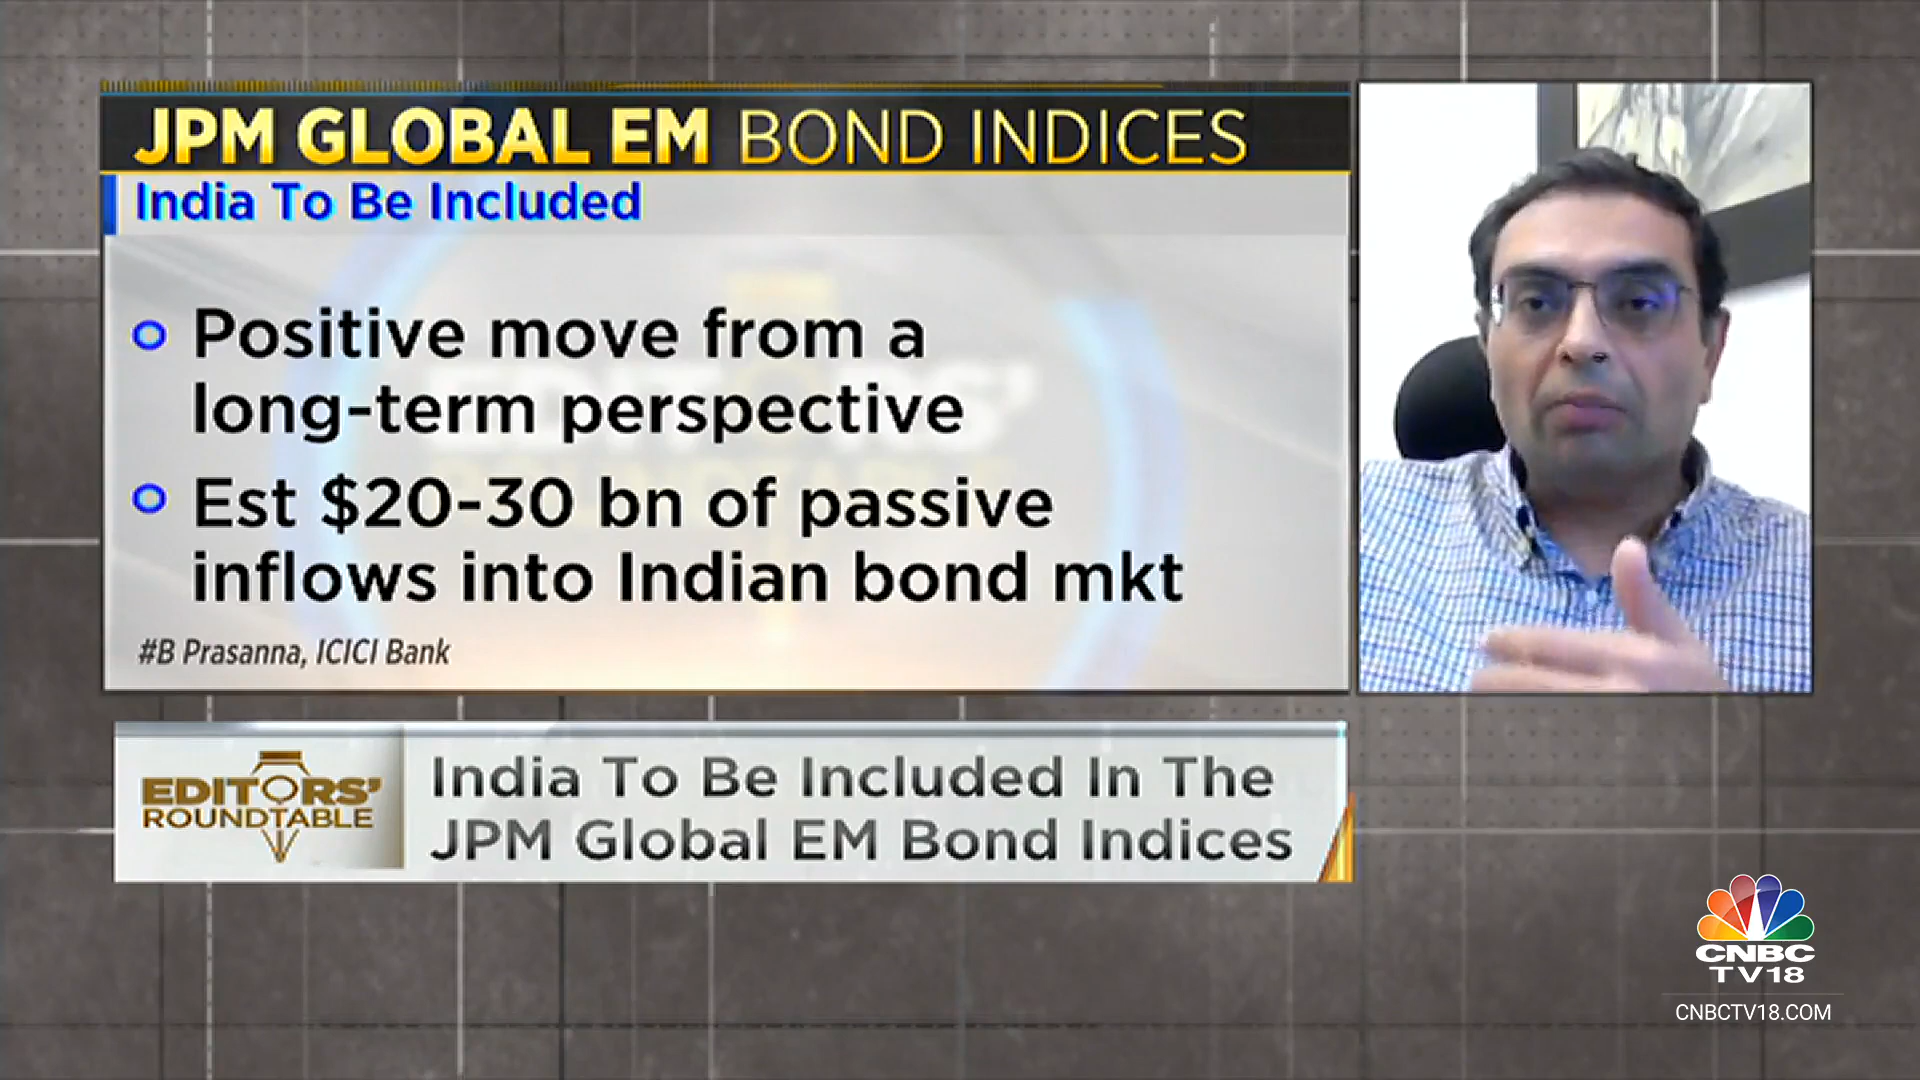 JPM GLOBAL EM BOND INDICES
India To Be Included
Positive move from a
long-term perspective
Est $20-30 bn of passive
inflows into Indian bond mkt
#B Prasanna, ICICI Bank
EDITORS'
ROUNDTABLE
India To Be Included In The
JPM Global EM Bond Indices
CNBC
TV18
CNBCTV18.COM